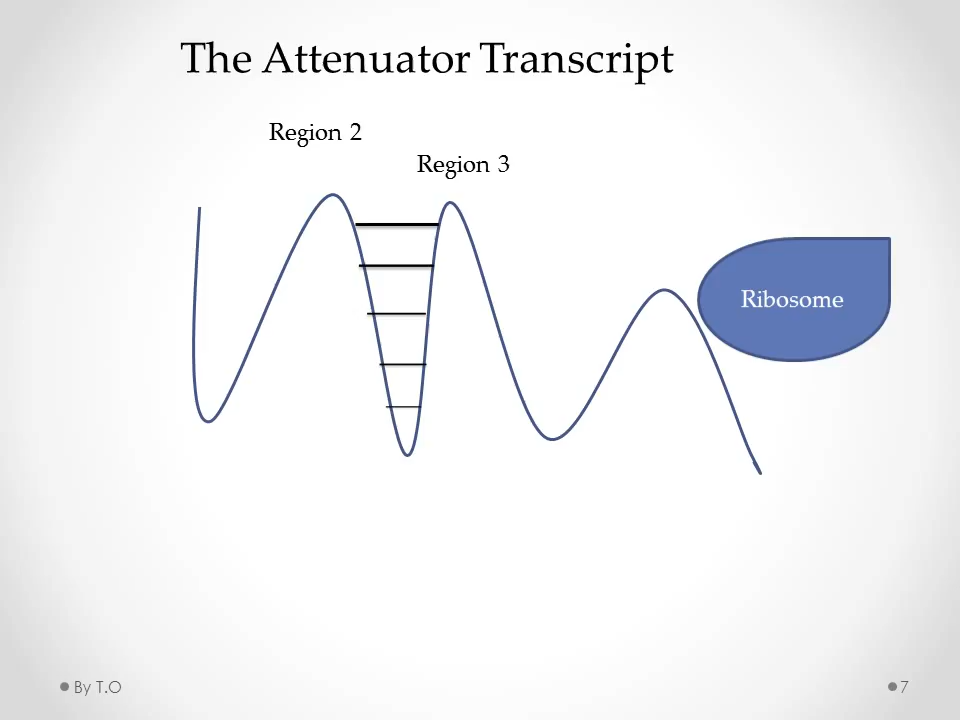 The Attenuator Transcript
Region 2
Region 3
Ribosome
By T.O
7